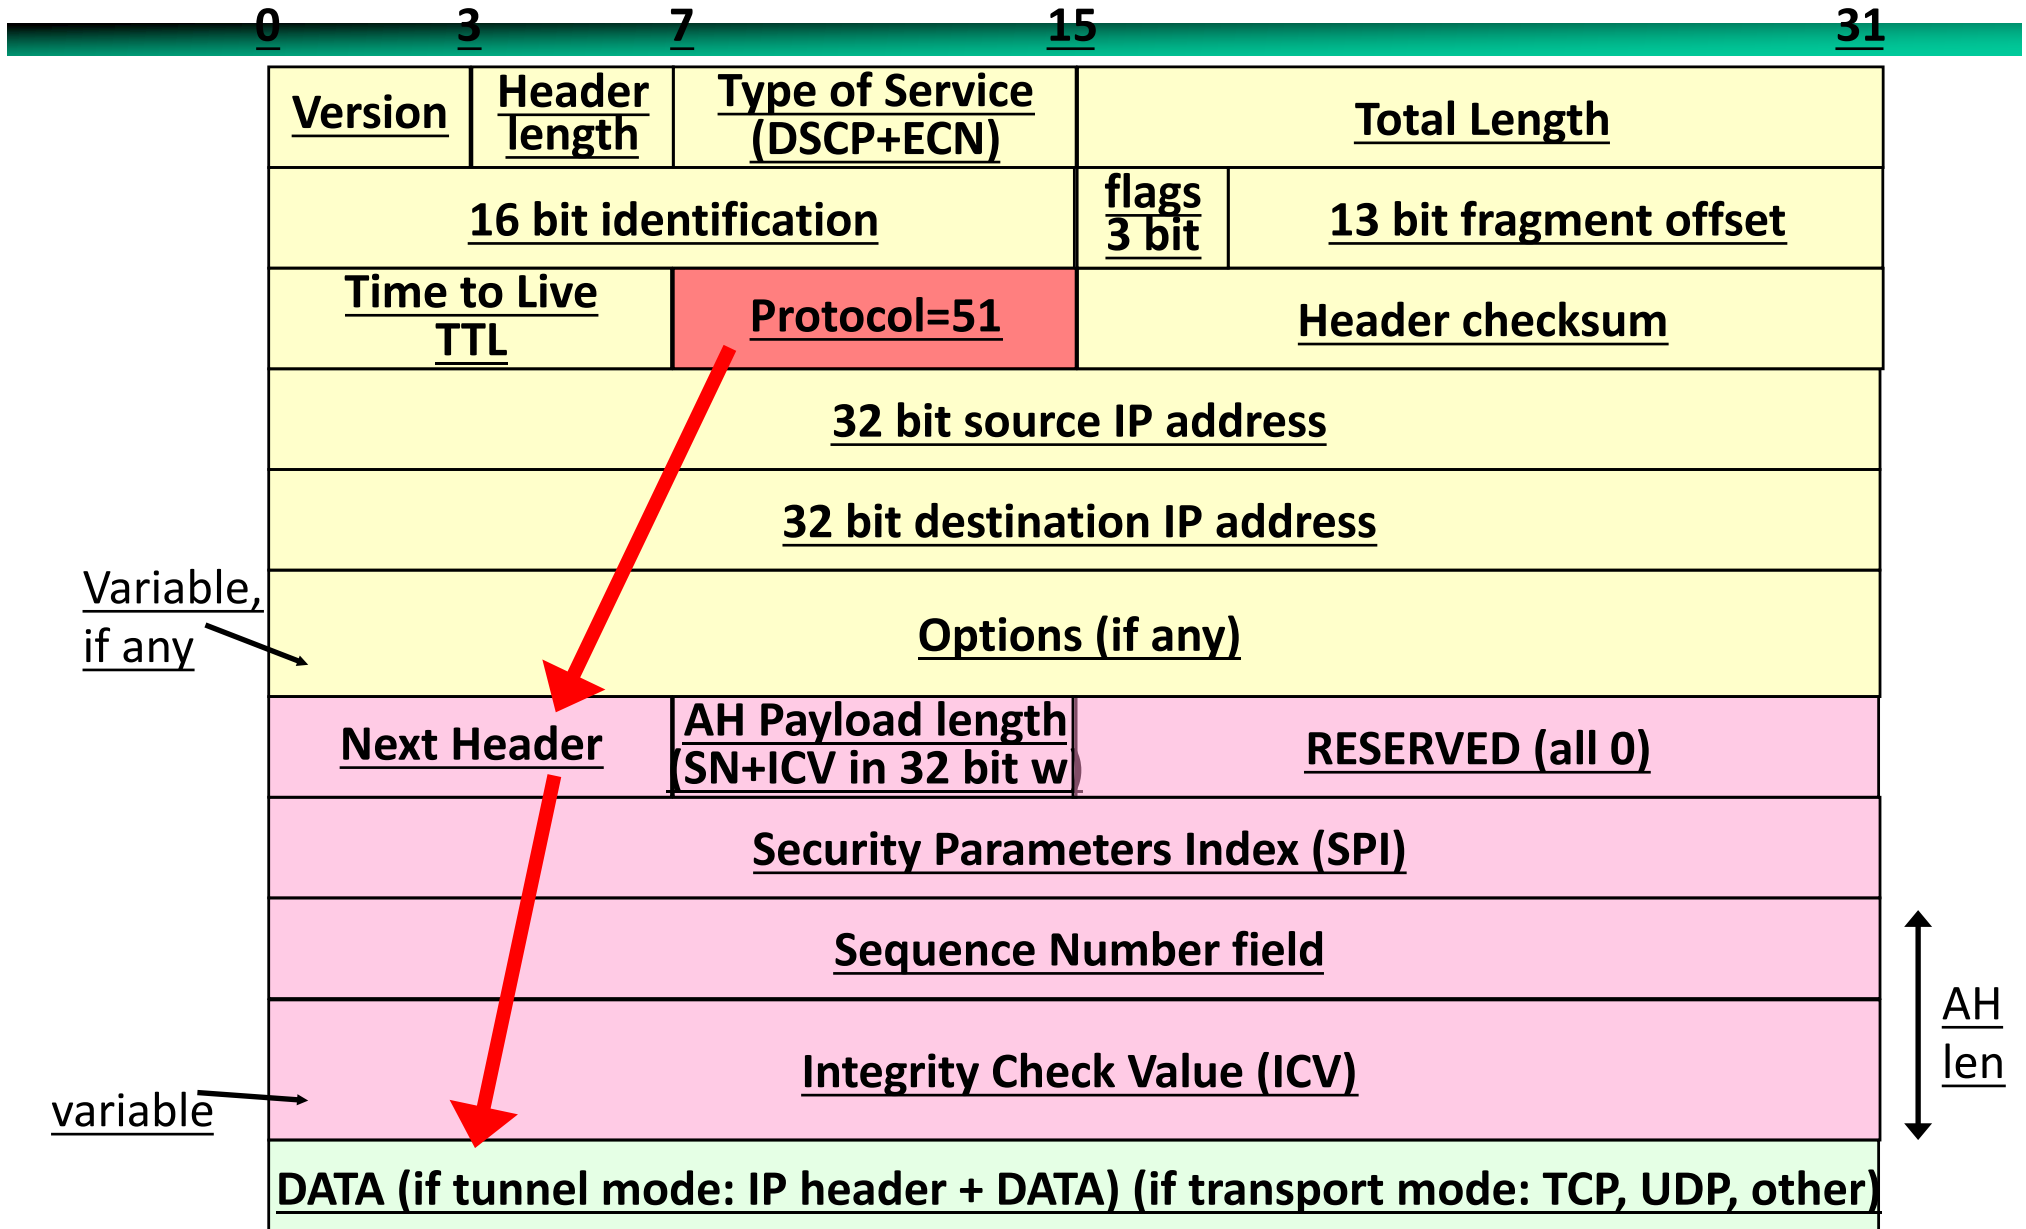 0 3 7 15 31
Version
Header
length
Type of Service
(DSCP+ECN)
Total Length
16 bit identification
flags
3 bit
13 bit fragment offset
Time to Live
TTL
Protocol=51
Header checksum
32 bit source IP address
32 bit destination IP address
Variable,
if any
Options (if any)
Next Header
AH Payload length
(SN+ICV in 32 bit w)
RESERVED (all 0)
Security Parameters Index (SPI)
Sequence Number field
AH
len
Integrity Check Value (ICV)
variable
DATA (if tunnel mode: IP header + DATA) (if transport mode: TCP, UDP, other)